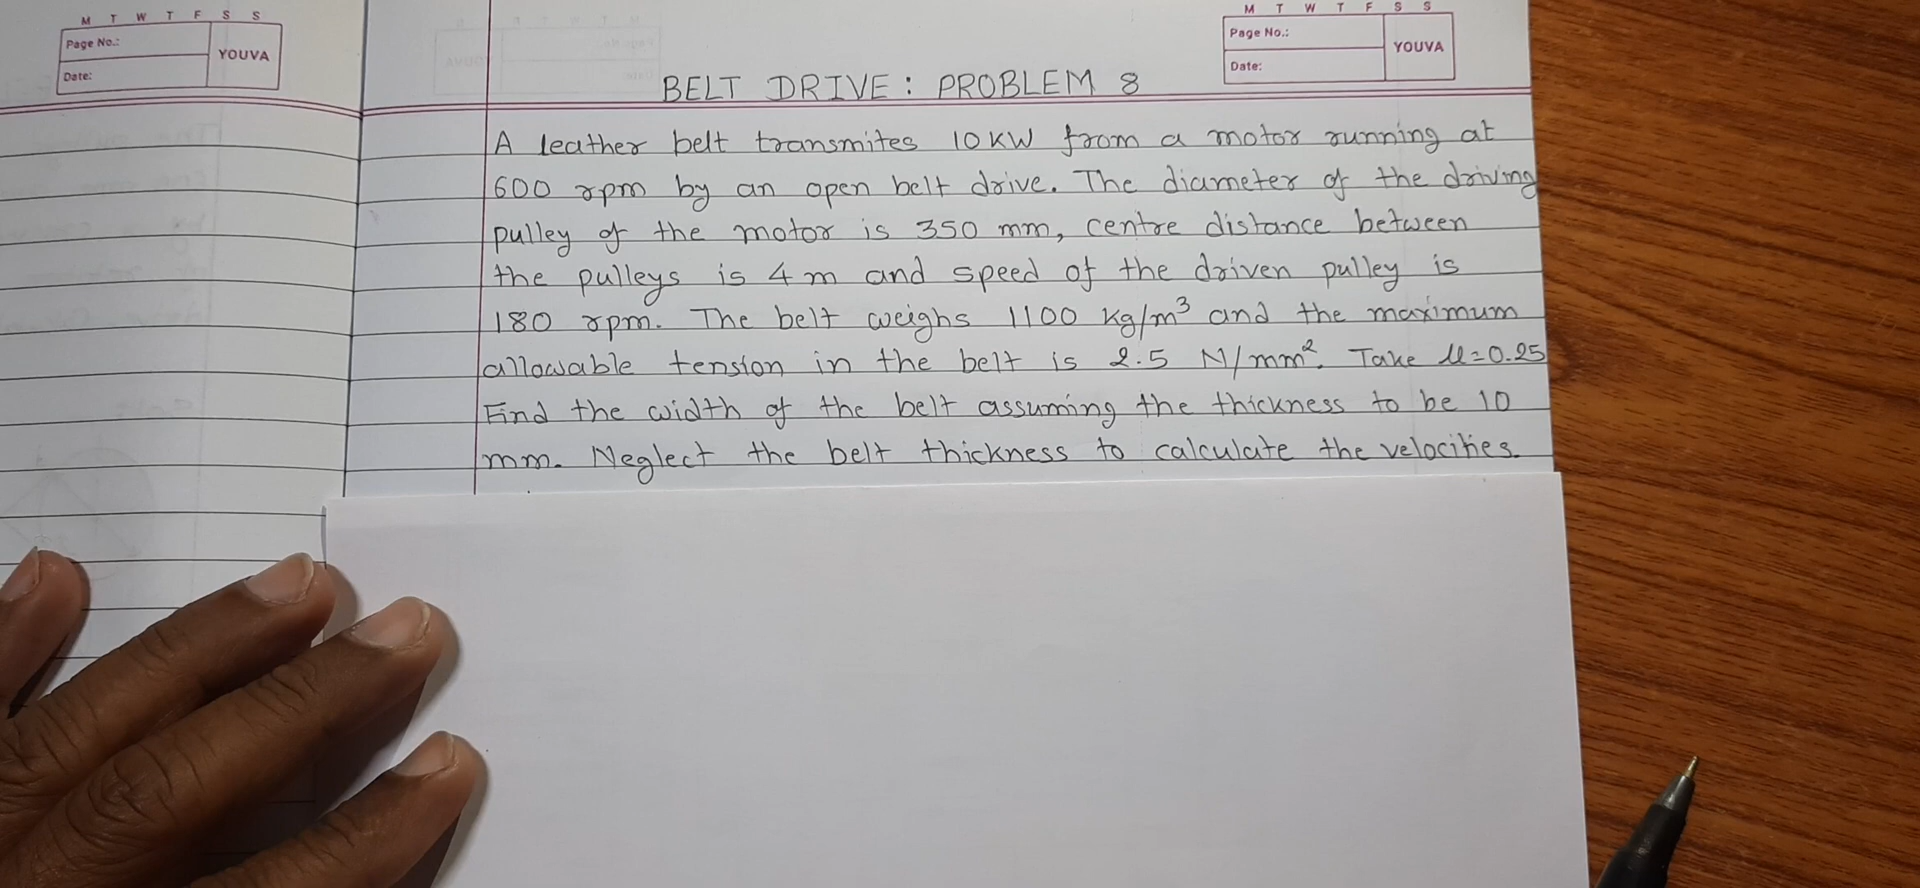 M T W T F S S
Page No.:
YOUVA
Date:
M T W T F S S
Page No.:
YOUVA
Date:
BELT DRIVE: PROBLEM 8
A leather belt transmites 10 KW from a motor running at
600 rpm by an open belt drive. The diameter of the driving
pulley of the motor is 350 mm, centre distance between
the pulleys is 4 m and speed of the driven pulley is
180 rpm. The belt weighs 1100 kg/m³ and the maximum
allowable tension in the belt is 2.5 N/mm². Take μ=0.25
Find the width of the belt assuming the thickness to be 10
mm. Neglect the belt thickness to calculate the velocities.